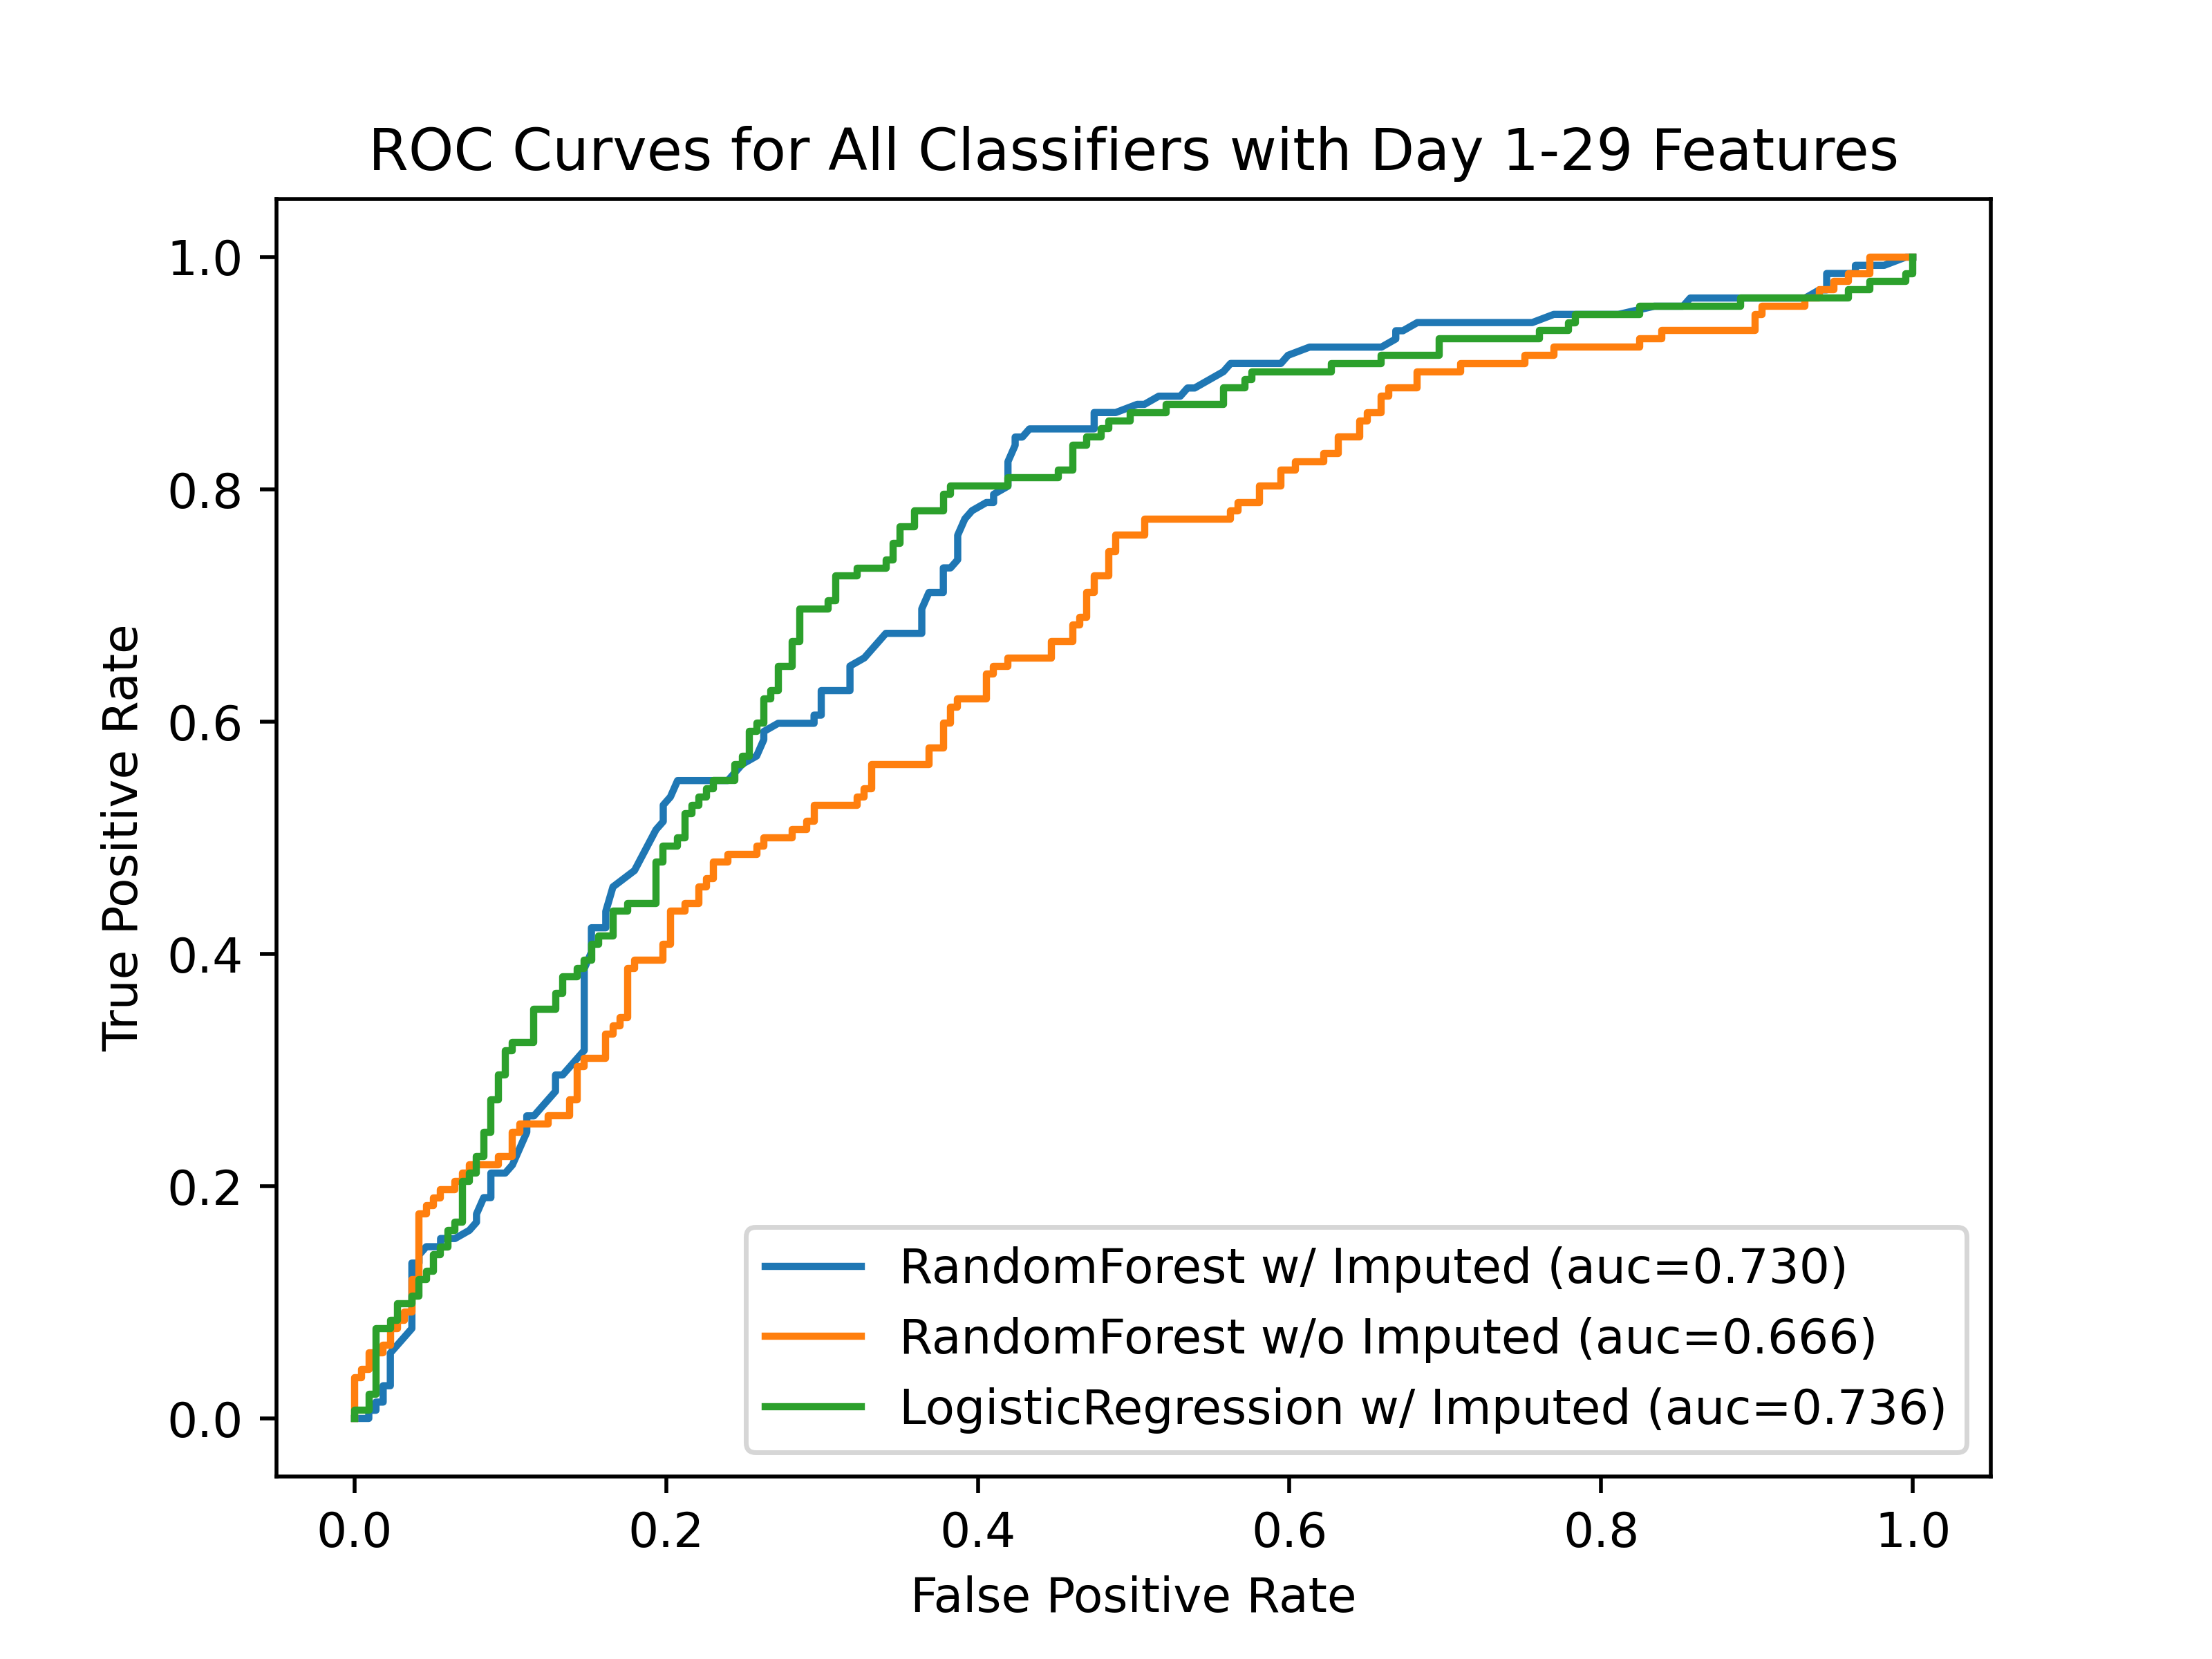 ROC Curves for All Classifiers with Day 1-29 Features
1.0
0.8
0.6
0.4
0.2
0.0
True Positive Rate
RandomForest w/ Imputed (auc=0.730)
RandomForest w/o Imputed (auc=0.666)
LogisticRegression w/ Imputed (auc=0.736)
0.0 0.2 0.4 0.6 0.8 1.0
False Positive Rate